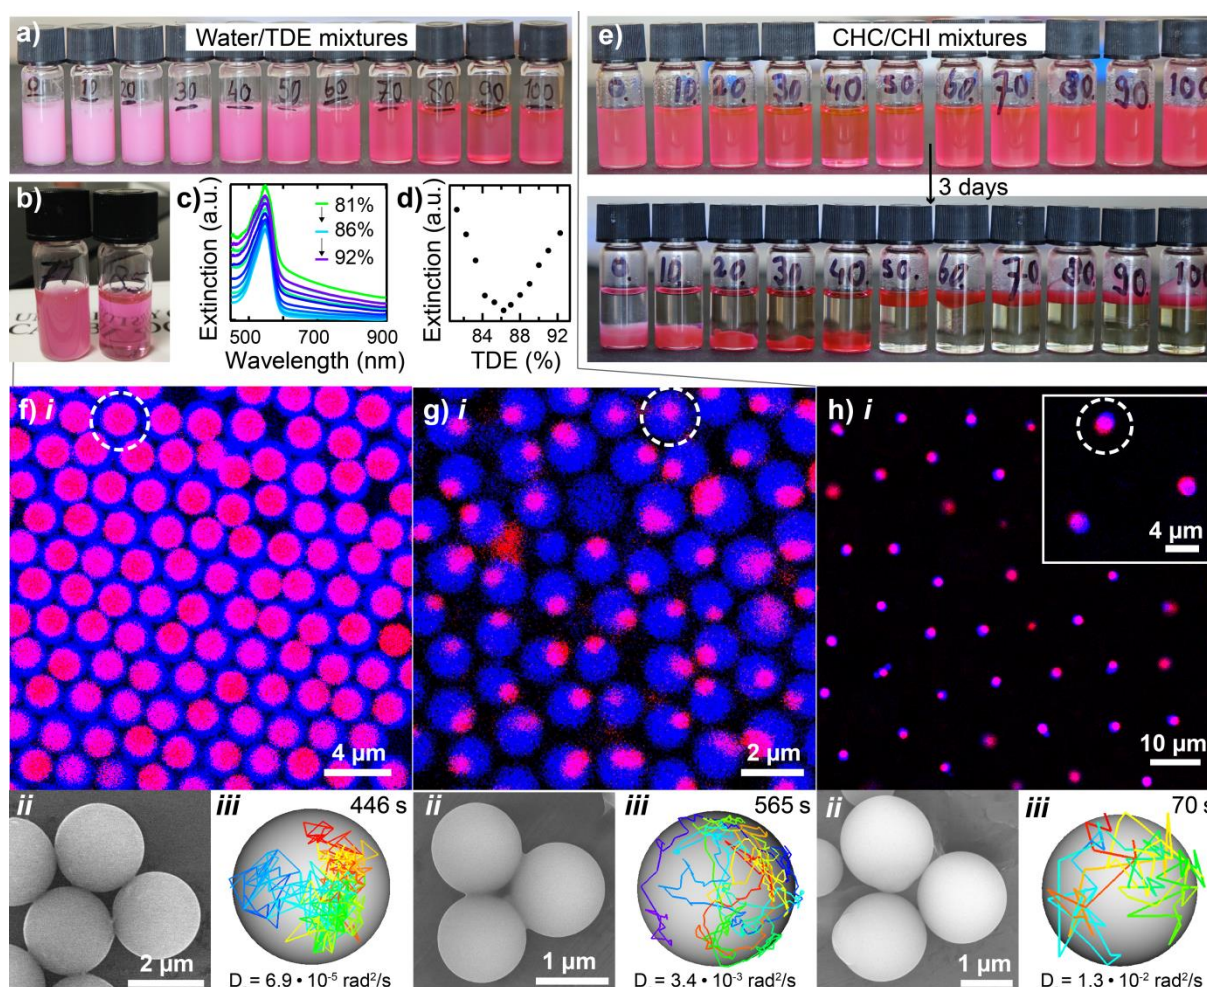 a) Water/TDE mixtures
0 10 20 30 40 50 60 70 80 90 100
e) CHC/CHI mixtures
0. 10. 20. 30. 40. 50. 60. 70. 80. 90. 100
3 days
0. 10. 20. 30. 40. 50. 60. 70. 80. 90. 100
b)
85
c)
Extinction (a.u.)
81%
86%
92%
500 700 900
Wavelength (nm)
d)
Extinction (a.u.)
84 88 92
TDE (%)
f) i
4 µm
g) i
2 µm
h) i
4 µm
10 µm
ii
2 µm
iii
446 s
D = 6.9 • 10⁻⁵ rad²/s
ii
1 µm
iii
565 s
D = 3.4 • 10⁻³ rad²/s
ii
1 µm
iii
70 s
D = 1.3 • 10⁻² rad²/s